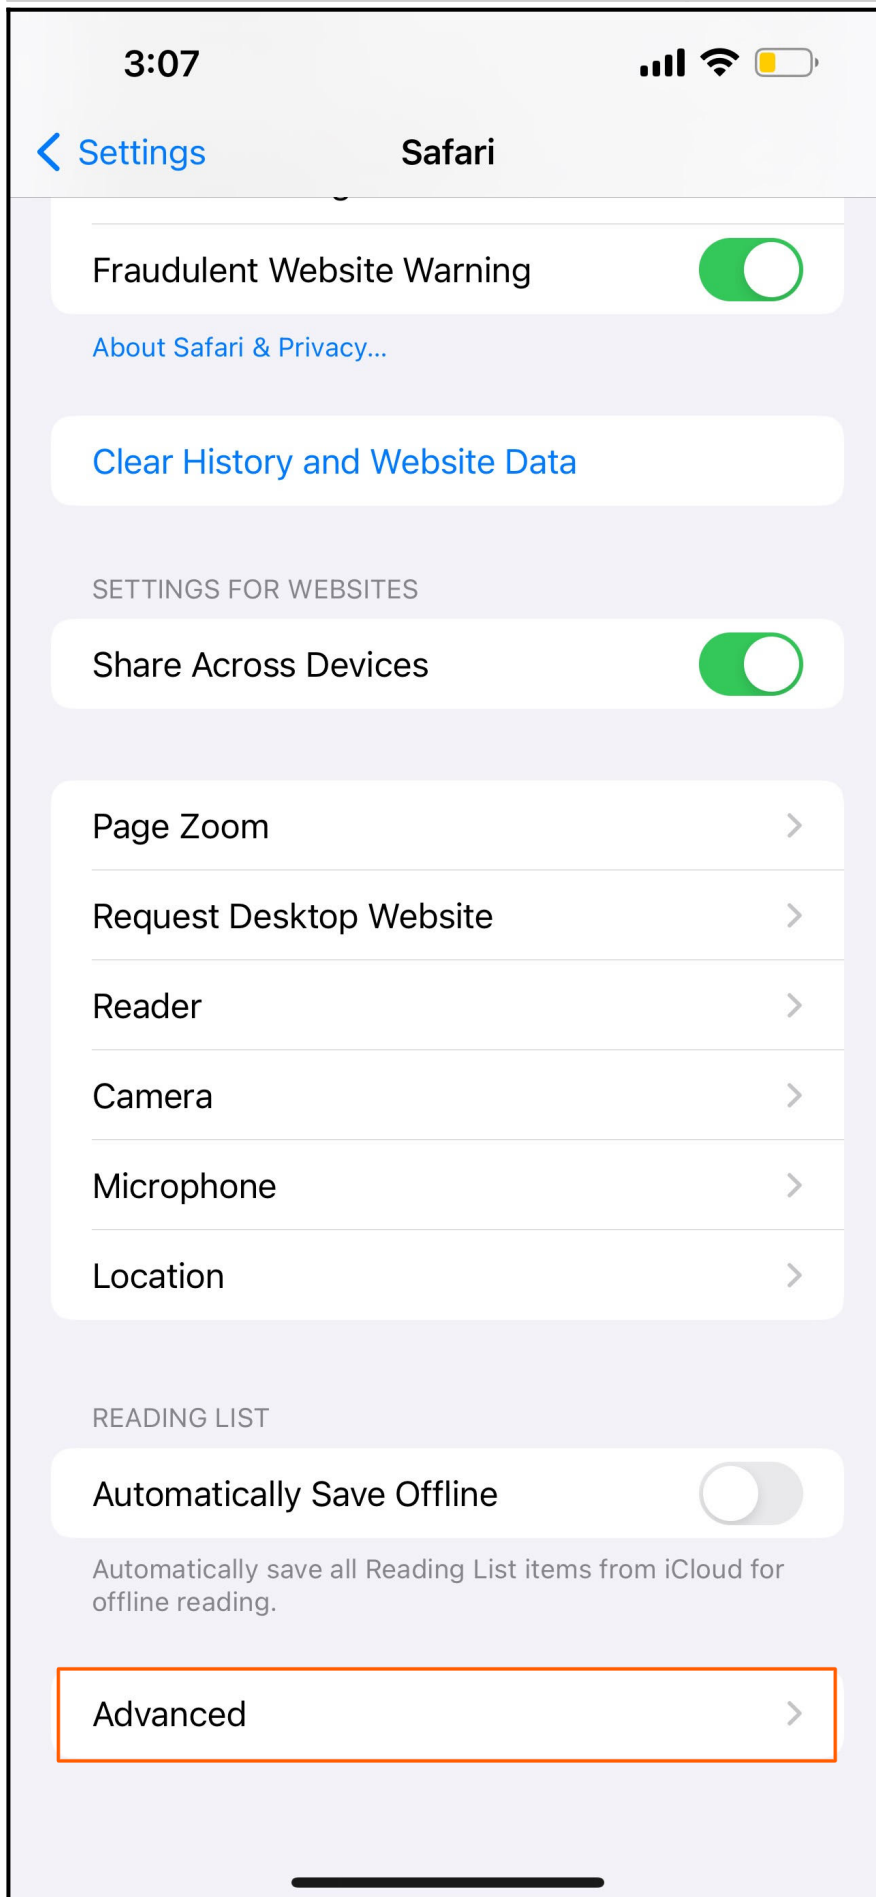 3:07
Settings
Safari
Fraudulent Website Warning
About Safari & Privacy...
Clear History and Website Data
SETTINGS FOR WEBSITES
Share Across Devices
Page Zoom
Request Desktop Website
Reader
Camera
Microphone
Location
READING LIST
Automatically Save Offline
Automatically save all Reading List items from iCloud for
offline reading.
Advanced